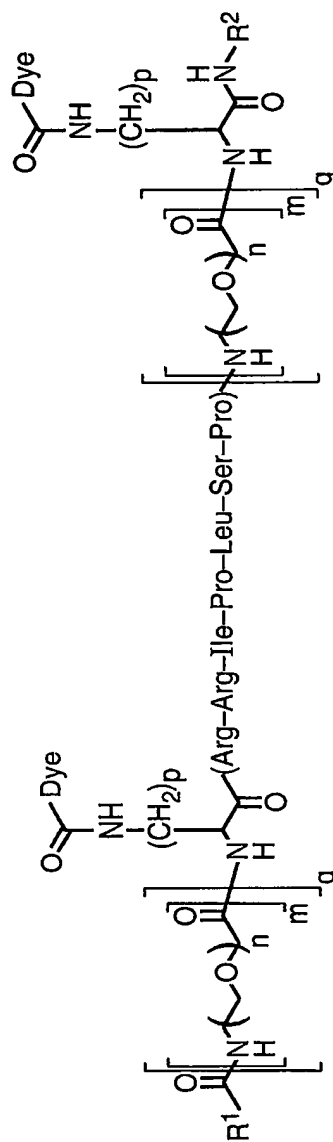 Dye Dye
O O
NH NH
(CH₂)p (CH₂)p H
N–R²
(Arg–Arg–Ile–Pro–Leu–Ser–Pro)
O O O O O
R¹ N O n m q N N O n m q N
H H H H